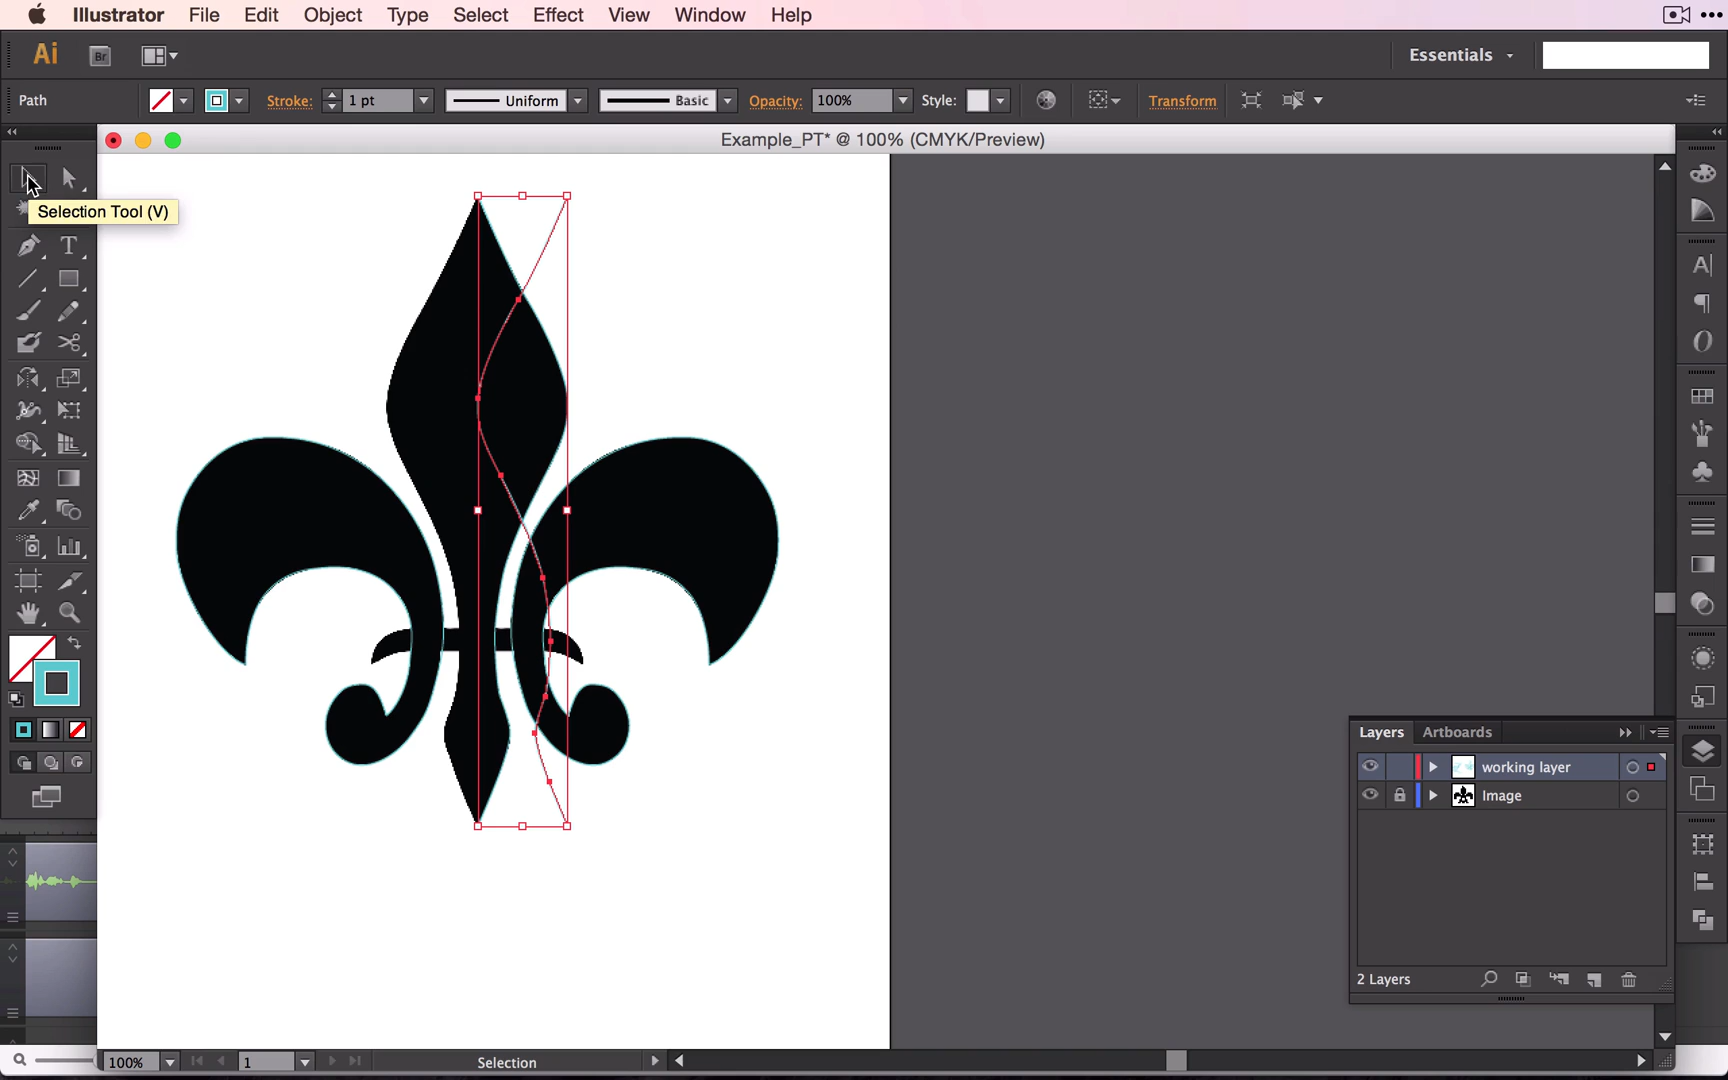 Illustrator File Edit Object Type Select Effect View Window Help
Ai Br Essentials
Path Stroke: 1 pt Uniform Basic Opacity: 100% Style: Transform
Example_PT* @ 100% (CMYK/Preview)
Selection Tool (V)
Layers Artboards
working layer
Image
2 Layers
100% 1 Selection